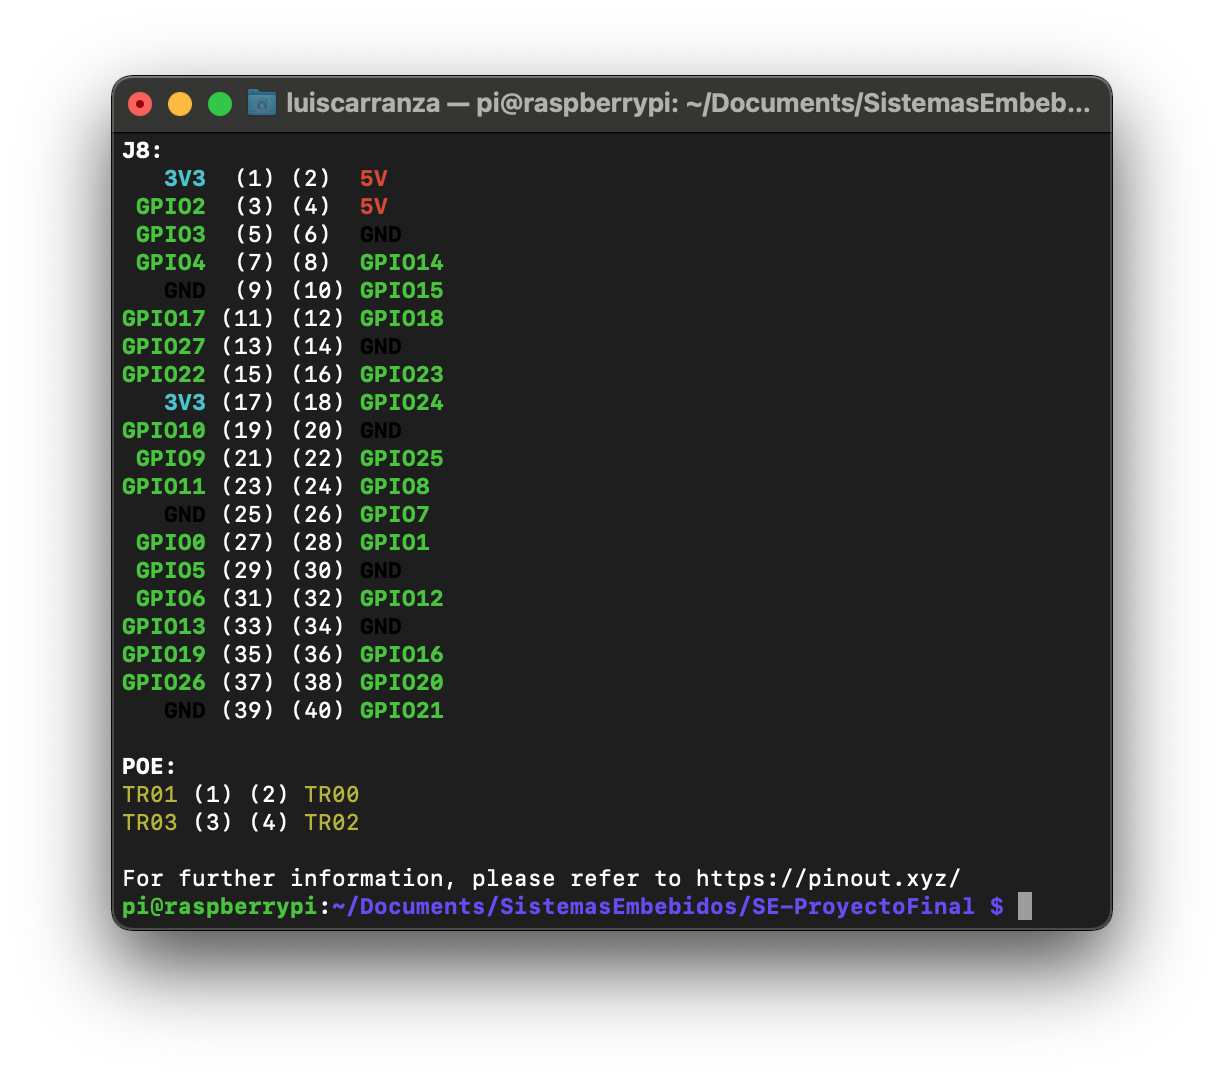 luiscarranza — pi@raspberrypi: ~/Documents/SistemasEmbeb...
J8:
   3V3  (1) (2)  5V
 GPIO2  (3) (4)  5V
 GPIO3  (5) (6)  GND
 GPIO4  (7) (8)  GPIO14
   GND  (9) (10) GPIO15
GPIO17 (11) (12) GPIO18
GPIO27 (13) (14) GND
GPIO22 (15) (16) GPIO23
   3V3 (17) (18) GPIO24
GPIO10 (19) (20) GND
 GPIO9 (21) (22) GPIO25
GPIO11 (23) (24) GPIO8
   GND (25) (26) GPIO7
 GPIO0 (27) (28) GPIO1
 GPIO5 (29) (30) GND
 GPIO6 (31) (32) GPIO12
GPIO13 (33) (34) GND
GPIO19 (35) (36) GPIO16
GPIO26 (37) (38) GPIO20
   GND (39) (40) GPIO21
POE:
TR01 (1) (2) TR00
TR03 (3) (4) TR02
For further information, please refer to https://pinout.xyz/
pi@raspberrypi:~/Documents/SistemasEmbebidos/SE-ProyectoFinal $